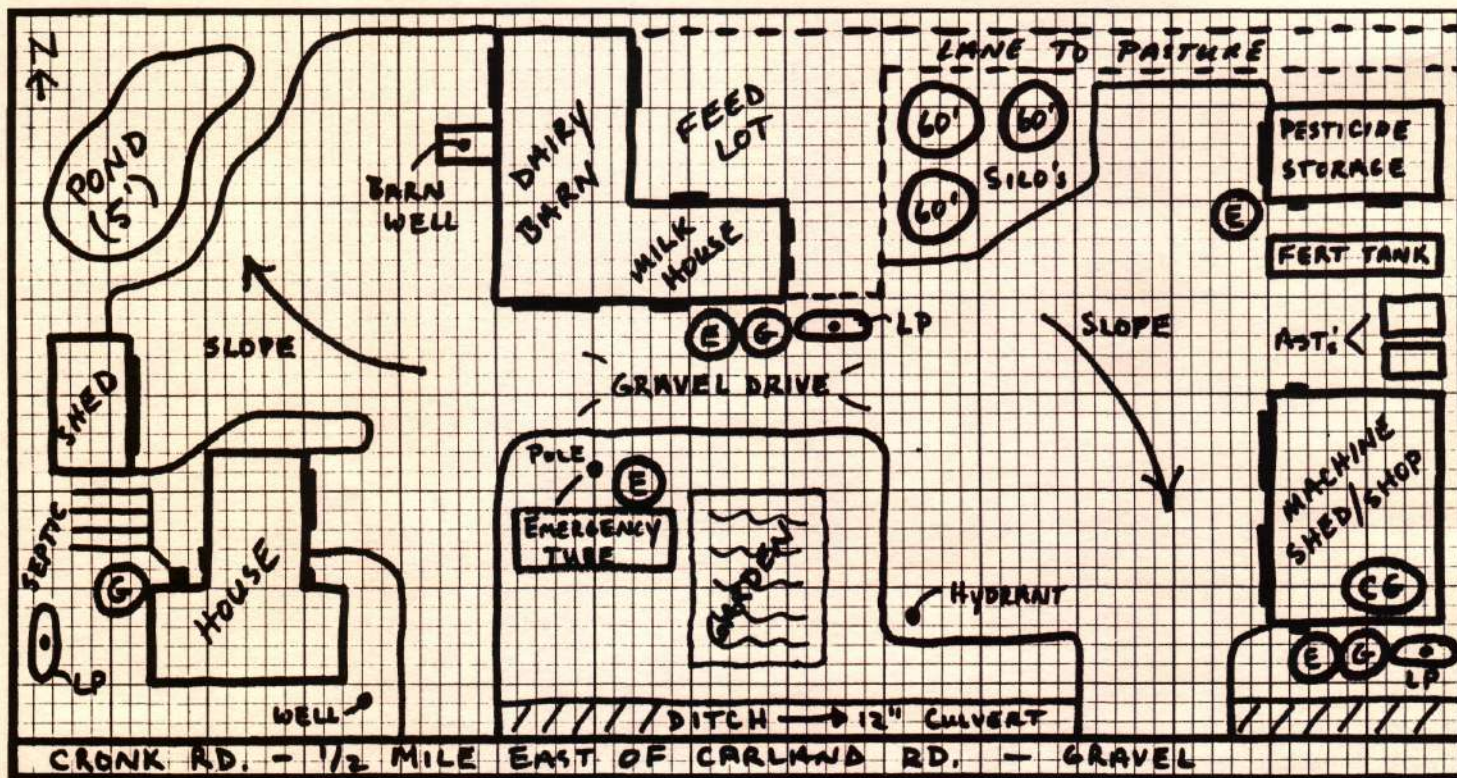 N
LANE TO PASTURE
POND
(5')
BARN
WELL
DAIRY
BARN
FEED
LOT
60'
60'
60'
SILO'S
PESTICIDE
STORAGE
E
MILK
HOUSE
FERT TANK
E
G
LP
SLOPE
SLOPE
AST'S
SHED
GRAVEL DRIVE
POLE
E
EMERGENCY
TUBE
GARDEN
MACHINE
SHED/SHOP
CG
SEPTIC
G
HOUSE
HYDRANT
LP
E
G
LP
WELL
DITCH → 12" CULVERT
CRONK RD. - 1/2 MILE EAST OF CARLAND RD. - GRAVEL